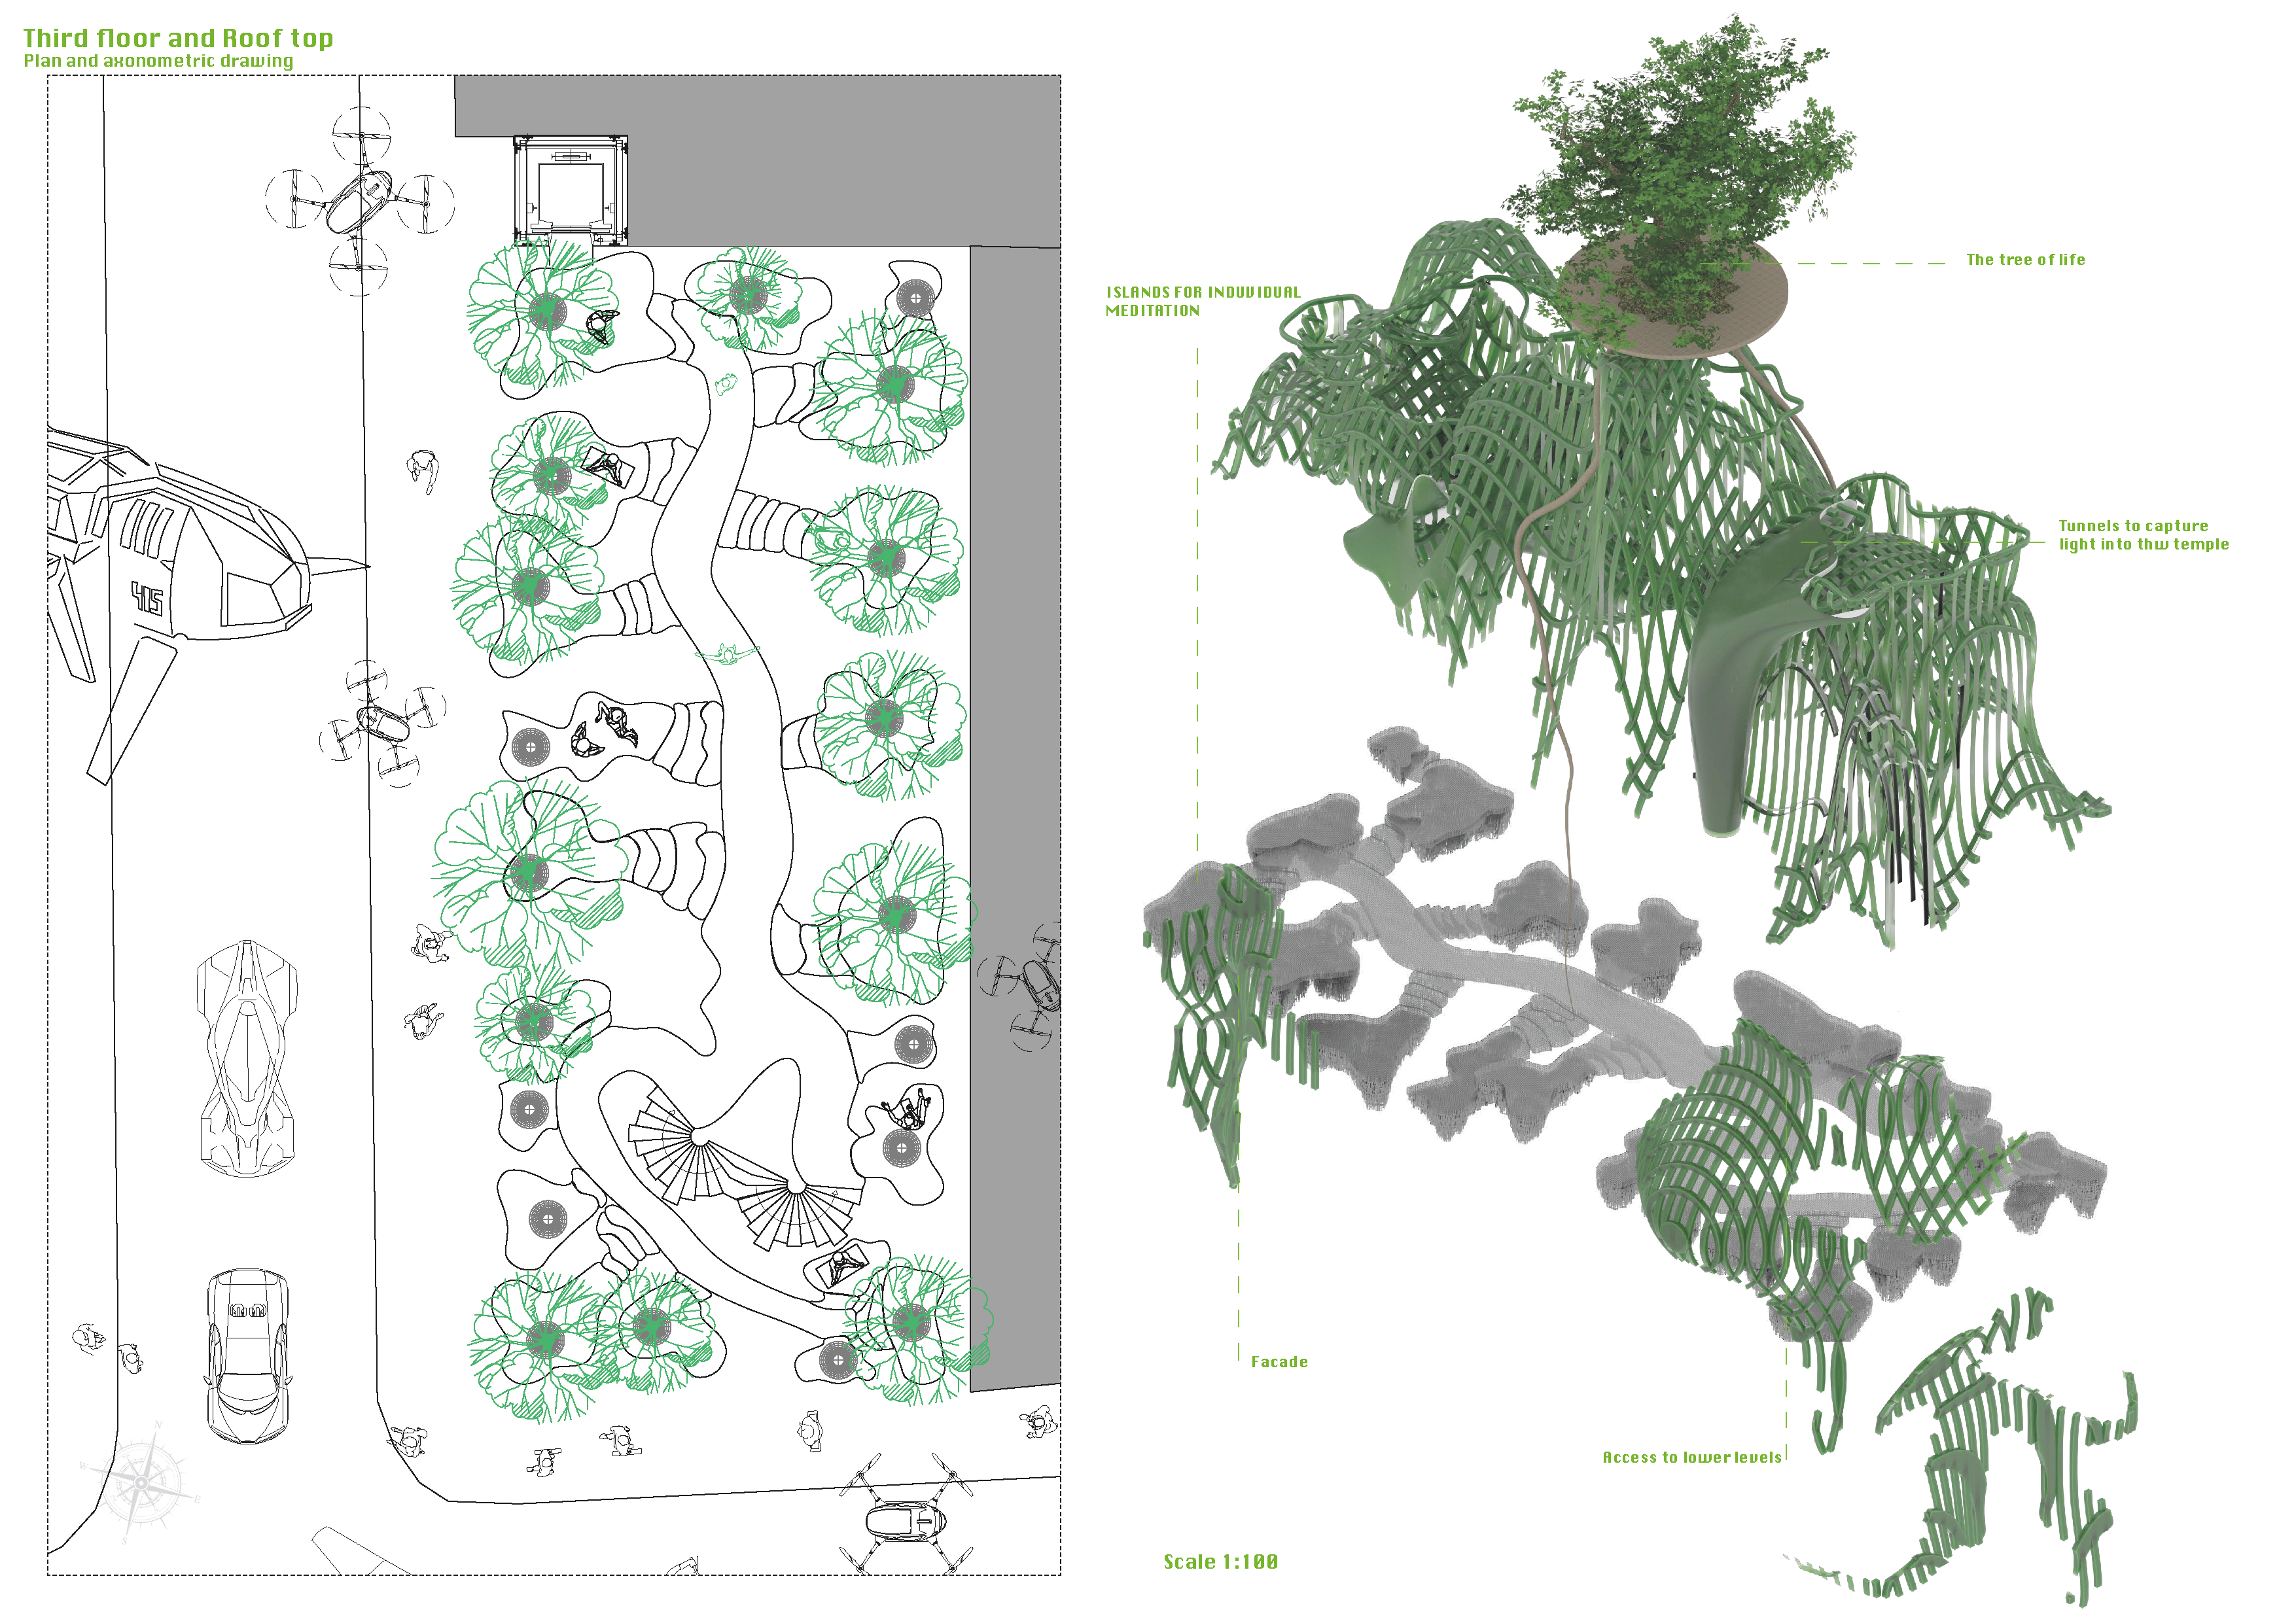 Third floor and Roof top
Plan and axonometric drawing
415
N
W
E
S
ISLANDS FOR INDUVIDUAL
MEDITATION
The tree of life
Tunnels to capture
light into thw temple
Facade
Access to lower levels
Scale 1:100